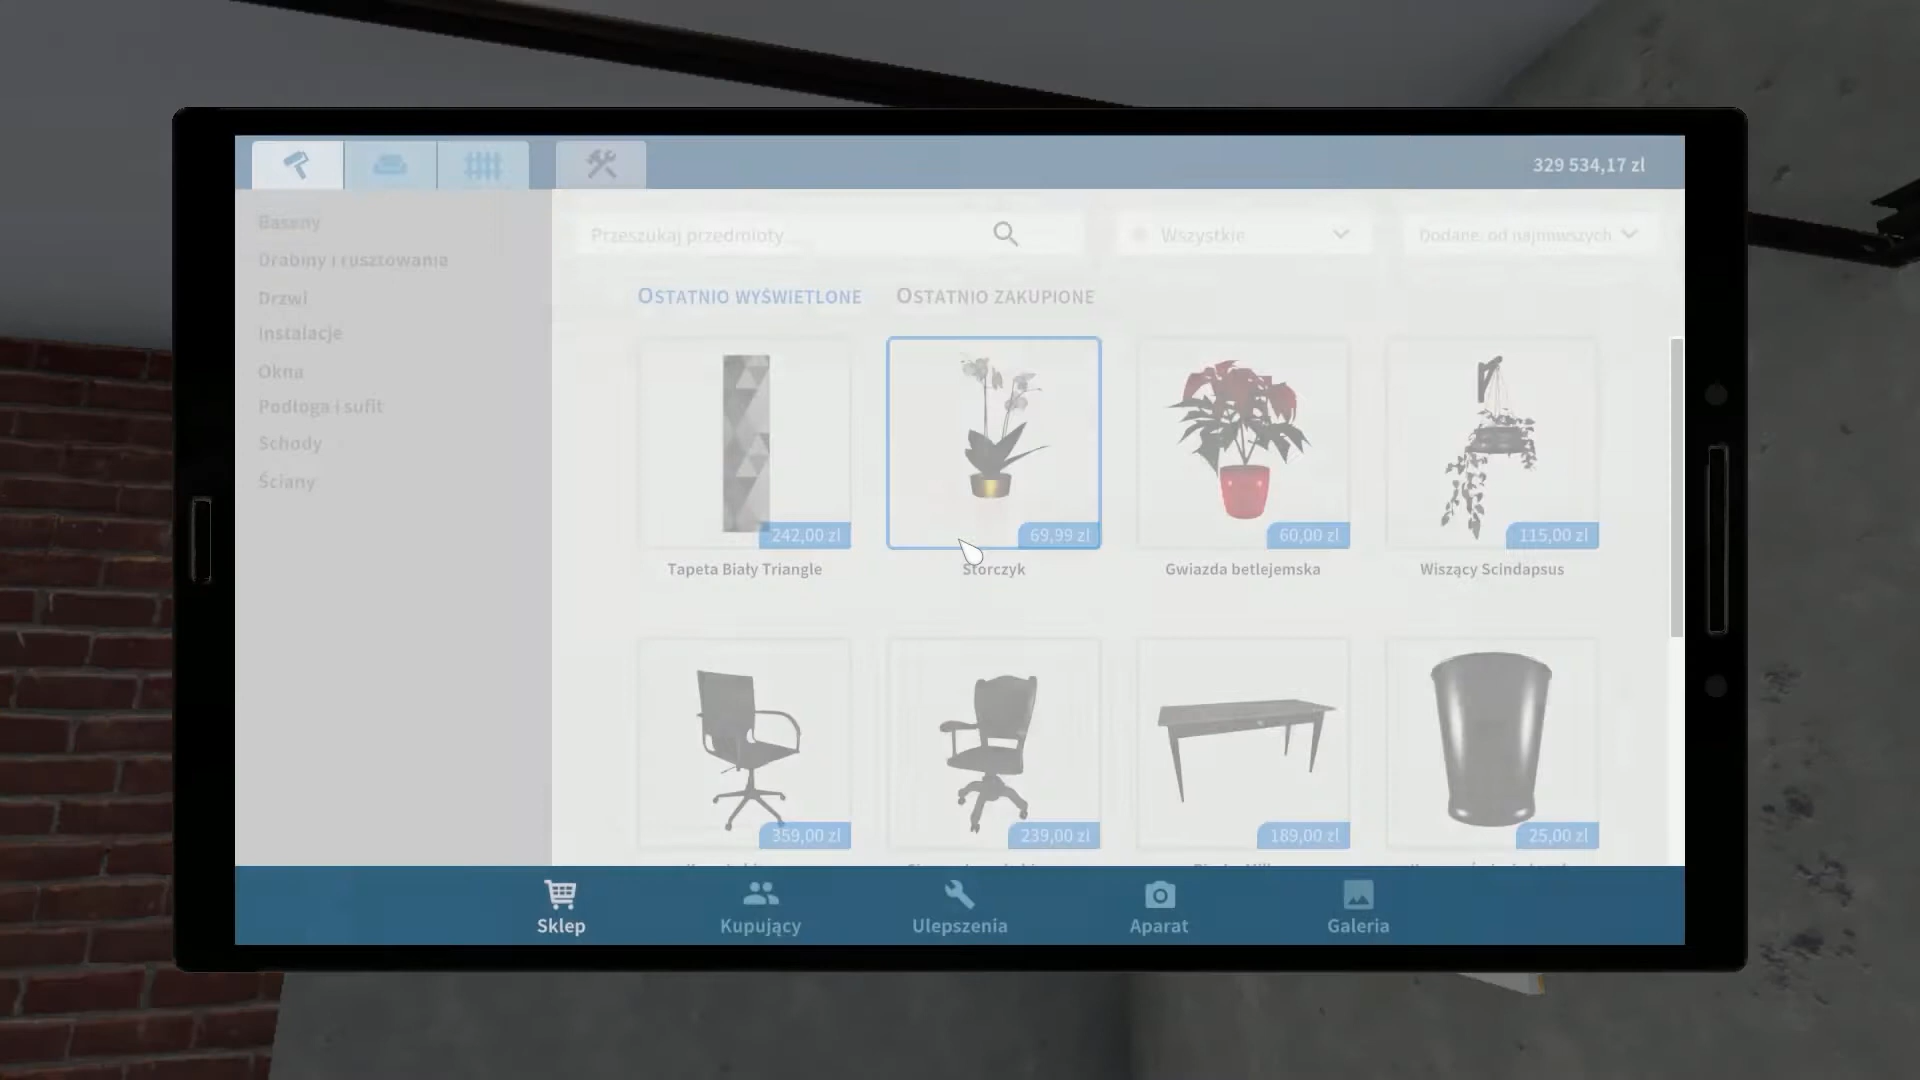 329 534,17 zl
Baseny
Drabiny i rusztowania
Drzwi
Instalacje
Okna
Podłoga i sufit
Schody
Ściany
Przeszukaj przedmioty
Wszystkie
Dodane: od najnowszych
OSTATNIO WYŚWIETLONE
OSTATNIO ZAKUPIONE
242,00 zl
69,99 zl
60,00 zl
115,00 zl
Tapeta Biały Triangle
Storczyk
Gwiazda betlejemska
Wiszący Scindapsus
359,00 zl
239,00 zl
189,00 zl
25,00 zl
Sklep
Kupujący
Ulepszenia
Aparat
Galeria